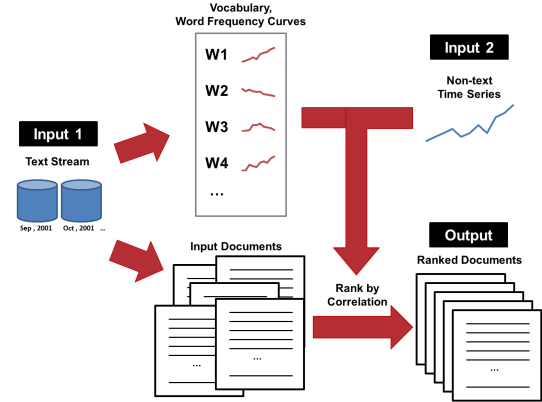 Vocabulary,
Word Frequency Curves
W1
W2
W3
W4
...
Input 1
Text Stream
Sep , 2001
Oct , 2001 ...
Input 2
Non-text
Time Series
Input Documents
...
...
Rank by
Correlation
Output
Ranked Documents
...